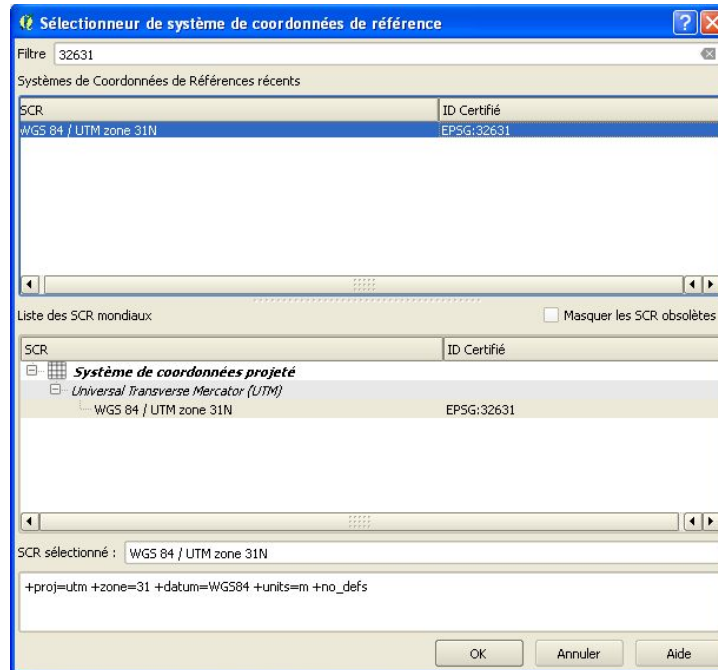 Sélectionneur de système de coordonnées de référence
Filtre 32631
Systèmes de Coordonnées de Références récents
SCR ID Certifié
WGS 84 / UTM zone 31N EPSG:32631
Liste des SCR mondiaux Masquer les SCR obsolètes
SCR ID Certifié
Système de coordonnées projeté
Universal Transverse Mercator (UTM)
WGS 84 / UTM zone 31N EPSG:32631
SCR sélectionné : WGS 84 / UTM zone 31N
+proj=utm +zone=31 +datum=WGS84 +units=m +no_defs
OK Annuler Aide